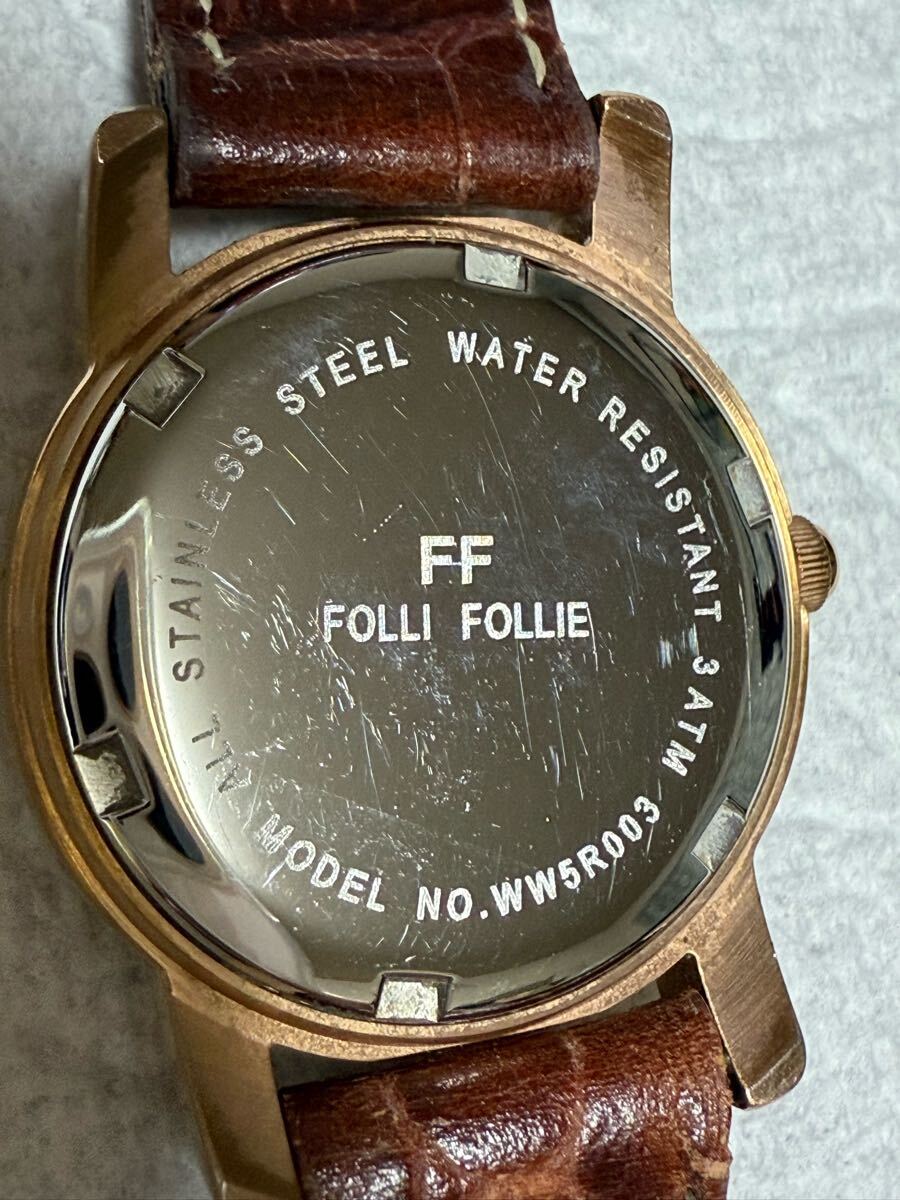 FF
FOLLI FOLLIE
ALL STAINLESS STEEL WATER RESISTANT 3ATM
MODEL NO.WW5R003